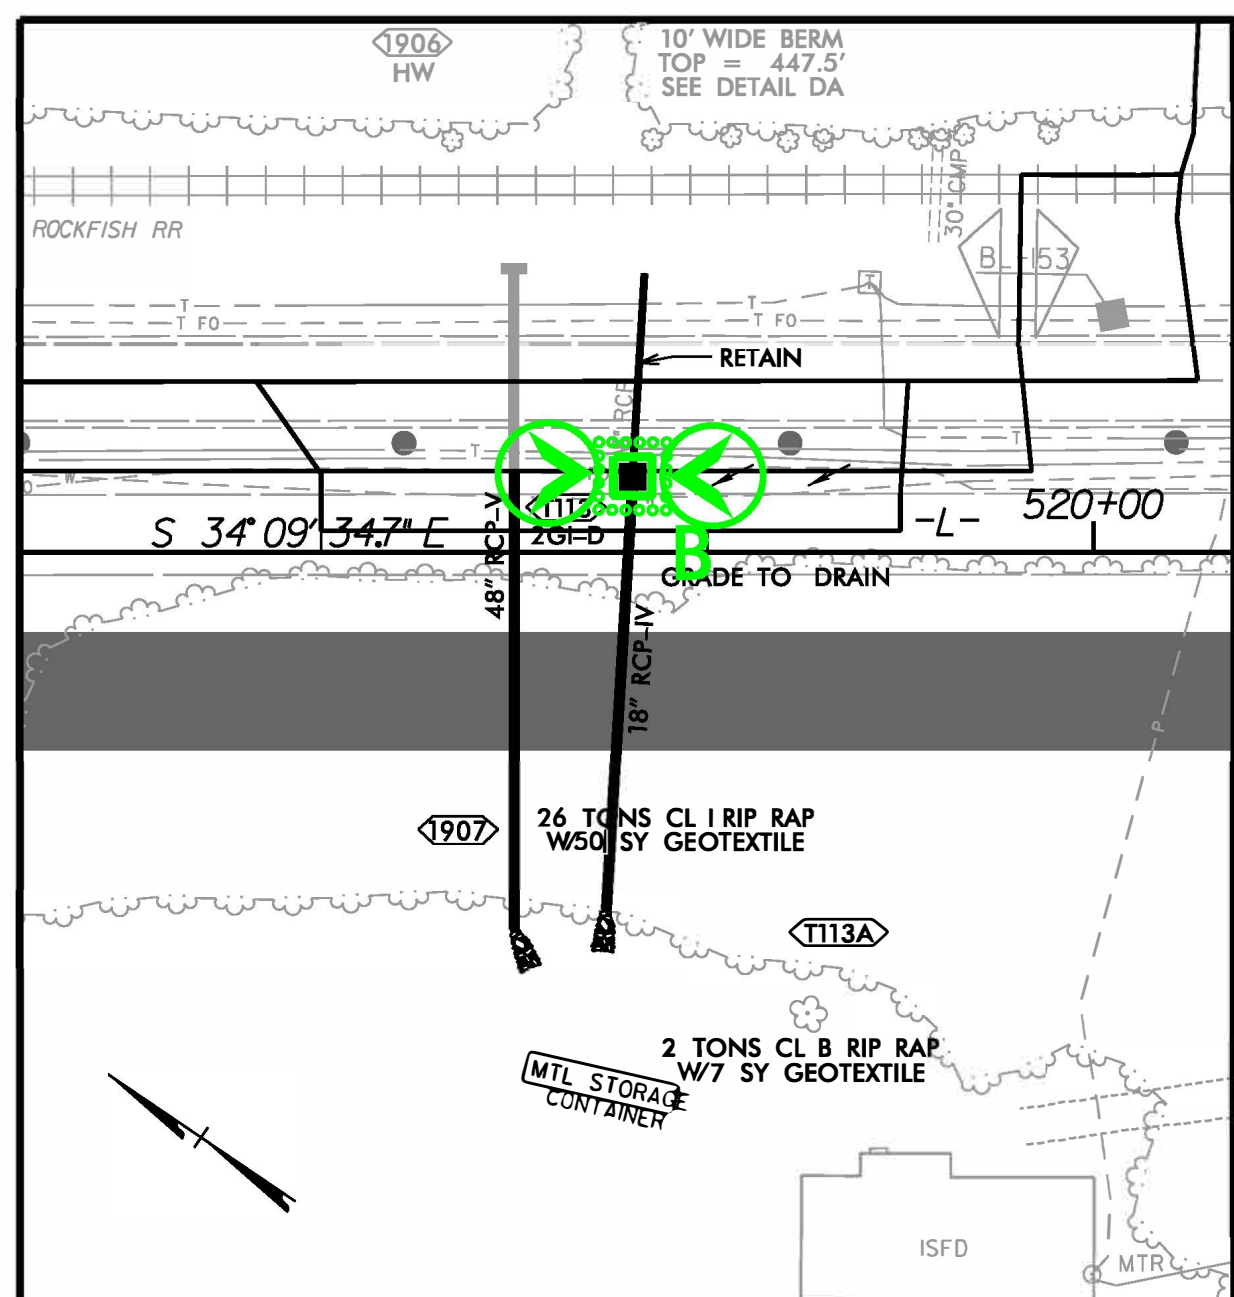 1906
HW
10' WIDE BERM
TOP = 447.5'
SEE DETAIL DA
30" CMP
ROCKFISH RR
BL-153
T
T
T FO
T FO
T
RETAIN
" RCP
T
T
W
O
T113
2GI-D
S 34° 09' 34.7" E
-L-
520+00
B
GRADE TO DRAIN
48" RCP-V
18" RCP-IV
P
1907
26 TONS CL I RIP RAP
W/50 SY GEOTEXTILE
T113A
2 TONS CL B RIP RAP
W/7 SY GEOTEXTILE
MTL STORAGE
CONTAINER
ISFD
MTR